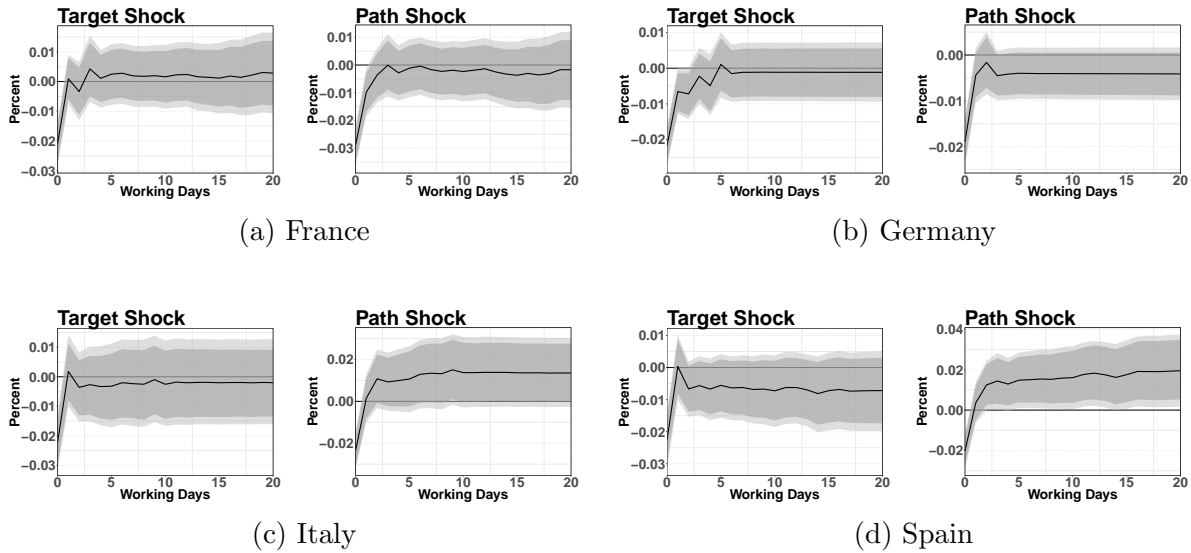 Target Shock
Percent
0.01
0.00
−0.01
−0.02
−0.03
0 5 10 15 20
Working Days
Path Shock
Percent
0.01
0.00
−0.01
−0.02
−0.03
0 5 10 15 20
Working Days
(a) France
Target Shock
Percent
0.01
0.00
−0.01
−0.02
0 5 10 15 20
Working Days
Path Shock
Percent
0.00
−0.01
−0.02
0 5 10 15 20
Working Days
(b) Germany
Target Shock
Percent
0.01
0.00
−0.01
−0.02
−0.03
0 5 10 15 20
Working Days
Path Shock
Percent
0.02
0.00
−0.02
0 5 10 15 20
Working Days
(c) Italy
Target Shock
Percent
0.01
0.00
−0.01
−0.02
−0.03
0 5 10 15 20
Working Days
Path Shock
Percent
0.04
0.02
0.00
−0.02
0 5 10 15 20
Working Days
(d) Spain